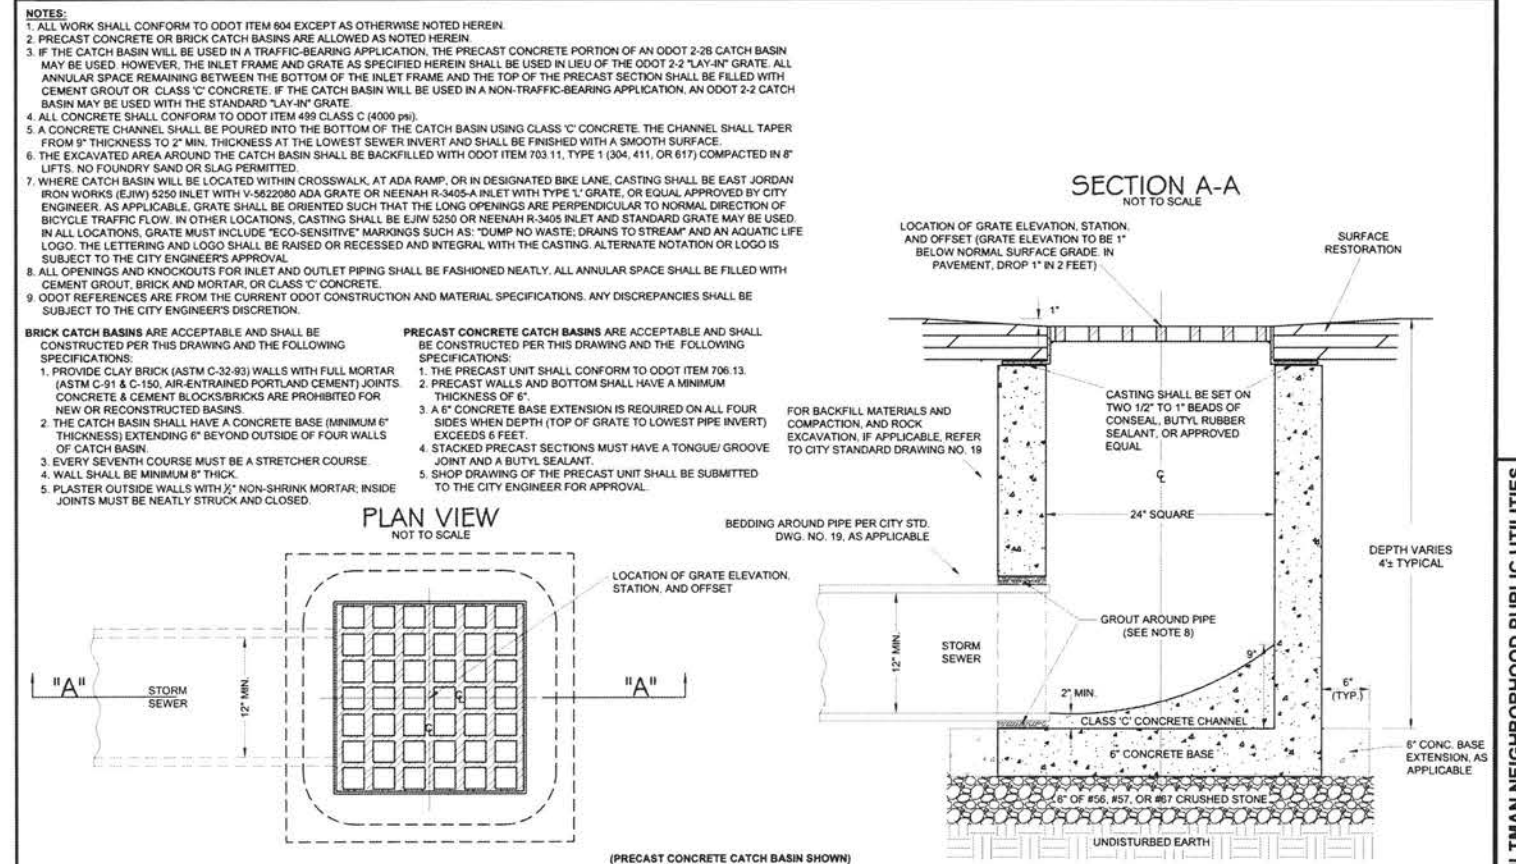 NOTES:
1. ALL WORK SHALL CONFORM TO ODOT ITEM 604 EXCEPT AS OTHERWISE NOTED HEREIN.
2. PRECAST CONCRETE OR BRICK CATCH BASINS ARE ALLOWED AS NOTED HEREIN.
3. IF THE CATCH BASIN WILL BE USED IN A TRAFFIC-BEARING APPLICATION, THE PRECAST CONCRETE PORTION OF AN ODOT 2-2B CATCH BASIN
MAY BE USED. HOWEVER, THE INLET FRAME AND GRATE AS SPECIFIED HEREIN SHALL BE USED IN LIEU OF THE ODOT 2-2 "LAY-IN" GRATE. ALL
ANNULAR SPACE REMAINING BETWEEN THE BOTTOM OF THE INLET FRAME AND THE TOP OF THE PRECAST SECTION SHALL BE FILLED WITH
CEMENT GROUT OR CLASS 'C' CONCRETE. IF THE CATCH BASIN WILL BE USED IN A NON-TRAFFIC-BEARING APPLICATION, AN ODOT 2-2 CATCH
BASIN MAY BE USED WITH THE STANDARD "LAY-IN" GRATE.
4. ALL CONCRETE SHALL CONFORM TO ODOT ITEM 499 CLASS C (4000 psi).
5. A CONCRETE CHANNEL SHALL BE POURED INTO THE BOTTOM OF THE CATCH BASIN USING CLASS 'C' CONCRETE. THE CHANNEL SHALL TAPER
FROM 9" THICKNESS TO 2" MIN. THICKNESS AT THE LOWEST SEWER INVERT AND SHALL BE FINISHED WITH A SMOOTH SURFACE.
6. THE EXCAVATED AREA AROUND THE CATCH BASIN SHALL BE BACKFILLED WITH ODOT ITEM 703.11, TYPE 1 (304, 411, OR 617) COMPACTED IN 8"
LIFTS. NO FOUNDRY SAND OR SLAG PERMITTED.
7. WHERE CATCH BASIN WILL BE LOCATED WITHIN CROSSWALK, AT ADA RAMP, OR IN DESIGNATED BIKE LANE, CASTING SHALL BE EAST JORDAN
IRON WORKS (EJIW) 5250 INLET WITH V-5622080 ADA GRATE OR NEENAH R-3405-A INLET WITH TYPE 'L' GRATE, OR EQUAL APPROVED BY CITY
ENGINEER. AS APPLICABLE, GRATE SHALL BE ORIENTED SUCH THAT THE LONG OPENINGS ARE PERPENDICULAR TO NORMAL DIRECTION OF
BICYCLE TRAFFIC FLOW. IN OTHER LOCATIONS, CASTING SHALL BE EJIW 5250 OR NEENAH R-3405 INLET AND STANDARD GRATE MAY BE USED.
IN ALL LOCATIONS, GRATE MUST INCLUDE "ECO-SENSITIVE" MARKINGS SUCH AS: "DUMP NO WASTE; DRAINS TO STREAM" AND AN AQUATIC LIFE
LOGO. THE LETTERING AND LOGO SHALL BE RAISED OR RECESSED AND INTEGRAL WITH THE CASTING. ALTERNATE NOTATION OR LOGO IS
SUBJECT TO THE CITY ENGINEER'S APPROVAL
8. ALL OPENINGS AND KNOCKOUTS FOR INLET AND OUTLET PIPING SHALL BE FASHIONED NEATLY. ALL ANNULAR SPACE SHALL BE FILLED WITH
CEMENT GROUT, BRICK AND MORTAR, OR CLASS 'C' CONCRETE.
9. ODOT REFERENCES ARE FROM THE CURRENT ODOT CONSTRUCTION AND MATERIAL SPECIFICATIONS. ANY DISCREPANCIES SHALL BE
SUBJECT TO THE CITY ENGINEER'S DISCRETION.
BRICK CATCH BASINS ARE ACCEPTABLE AND SHALL BE
CONSTRUCTED PER THIS DRAWING AND THE FOLLOWING
SPECIFICATIONS:
1. PROVIDE CLAY BRICK (ASTM C-32-93) WALLS WITH FULL MORTAR
(ASTM C-91 & C-150, AIR-ENTRAINED PORTLAND CEMENT) JOINTS.
CONCRETE & CEMENT BLOCKS/BRICKS ARE PROHIBITED FOR
NEW OR RECONSTRUCTED BASINS.
2. THE CATCH BASIN SHALL HAVE A CONCRETE BASE (MINIMUM 6"
THICKNESS) EXTENDING 6" BEYOND OUTSIDE OF FOUR WALLS
OF CATCH BASIN.
3. EVERY SEVENTH COURSE MUST BE A STRETCHER COURSE.
4. WALL SHALL BE MINIMUM 8" THICK.
5. PLASTER OUTSIDE WALLS WITH ½" NON-SHRINK MORTAR; INSIDE
JOINTS MUST BE NEATLY STRUCK AND CLOSED.
PRECAST CONCRETE CATCH BASINS ARE ACCEPTABLE AND SHALL
BE CONSTRUCTED PER THIS DRAWING AND THE FOLLOWING
SPECIFICATIONS:
1. THE PRECAST UNIT SHALL CONFORM TO ODOT ITEM 706.13.
2. PRECAST WALLS AND BOTTOM SHALL HAVE A MINIMUM
THICKNESS OF 6".
3. A 6" CONCRETE BASE EXTENSION IS REQUIRED ON ALL FOUR
SIDES WHEN DEPTH (TOP OF GRATE TO LOWEST PIPE INVERT)
EXCEEDS 6 FEET.
4. STACKED PRECAST SECTIONS MUST HAVE A TONGUE/ GROOVE
JOINT AND A BUTYL SEALANT.
5. SHOP DRAWING OF THE PRECAST UNIT SHALL BE SUBMITTED
TO THE CITY ENGINEER FOR APPROVAL.
PLAN VIEW
NOT TO SCALE
LOCATION OF GRATE ELEVATION,
STATION, AND OFFSET
"A"
STORM
SEWER
12" MIN.
"A"
SECTION A-A
NOT TO SCALE
LOCATION OF GRATE ELEVATION, STATION,
AND OFFSET (GRATE ELEVATION TO BE 1"
BELOW NORMAL SURFACE GRADE. IN
PAVEMENT, DROP 1" IN 2 FEET)
SURFACE
RESTORATION
1"
CASTING SHALL BE SET ON
TWO 1/2" TO 1" BEADS OF
CONSEAL, BUTYL RUBBER
SEALANT, OR APPROVED
EQUAL
FOR BACKFILL MATERIALS AND
COMPACTION, AND ROCK
EXCAVATION, IF APPLICABLE, REFER
TO CITY STANDARD DRAWING NO. 19
24" SQUARE
BEDDING AROUND PIPE PER CITY STD.
DWG. NO. 19, AS APPLICABLE
DEPTH VARIES
4'± TYPICAL
GROUT AROUND PIPE
(SEE NOTE 8)
12" MIN.
STORM
SEWER
9"
2" MIN.
6"
(TYP.)
CLASS 'C' CONCRETE CHANNEL
6" CONCRETE BASE
6" CONC. BASE
EXTENSION, AS
APPLICABLE
6" OF #56, #57, OR #67 CRUSHED STONE
UNDISTURBED EARTH
(PRECAST CONCRETE CATCH BASIN SHOWN)
NEIGHBORHOOD PUBLIC UTILITIES